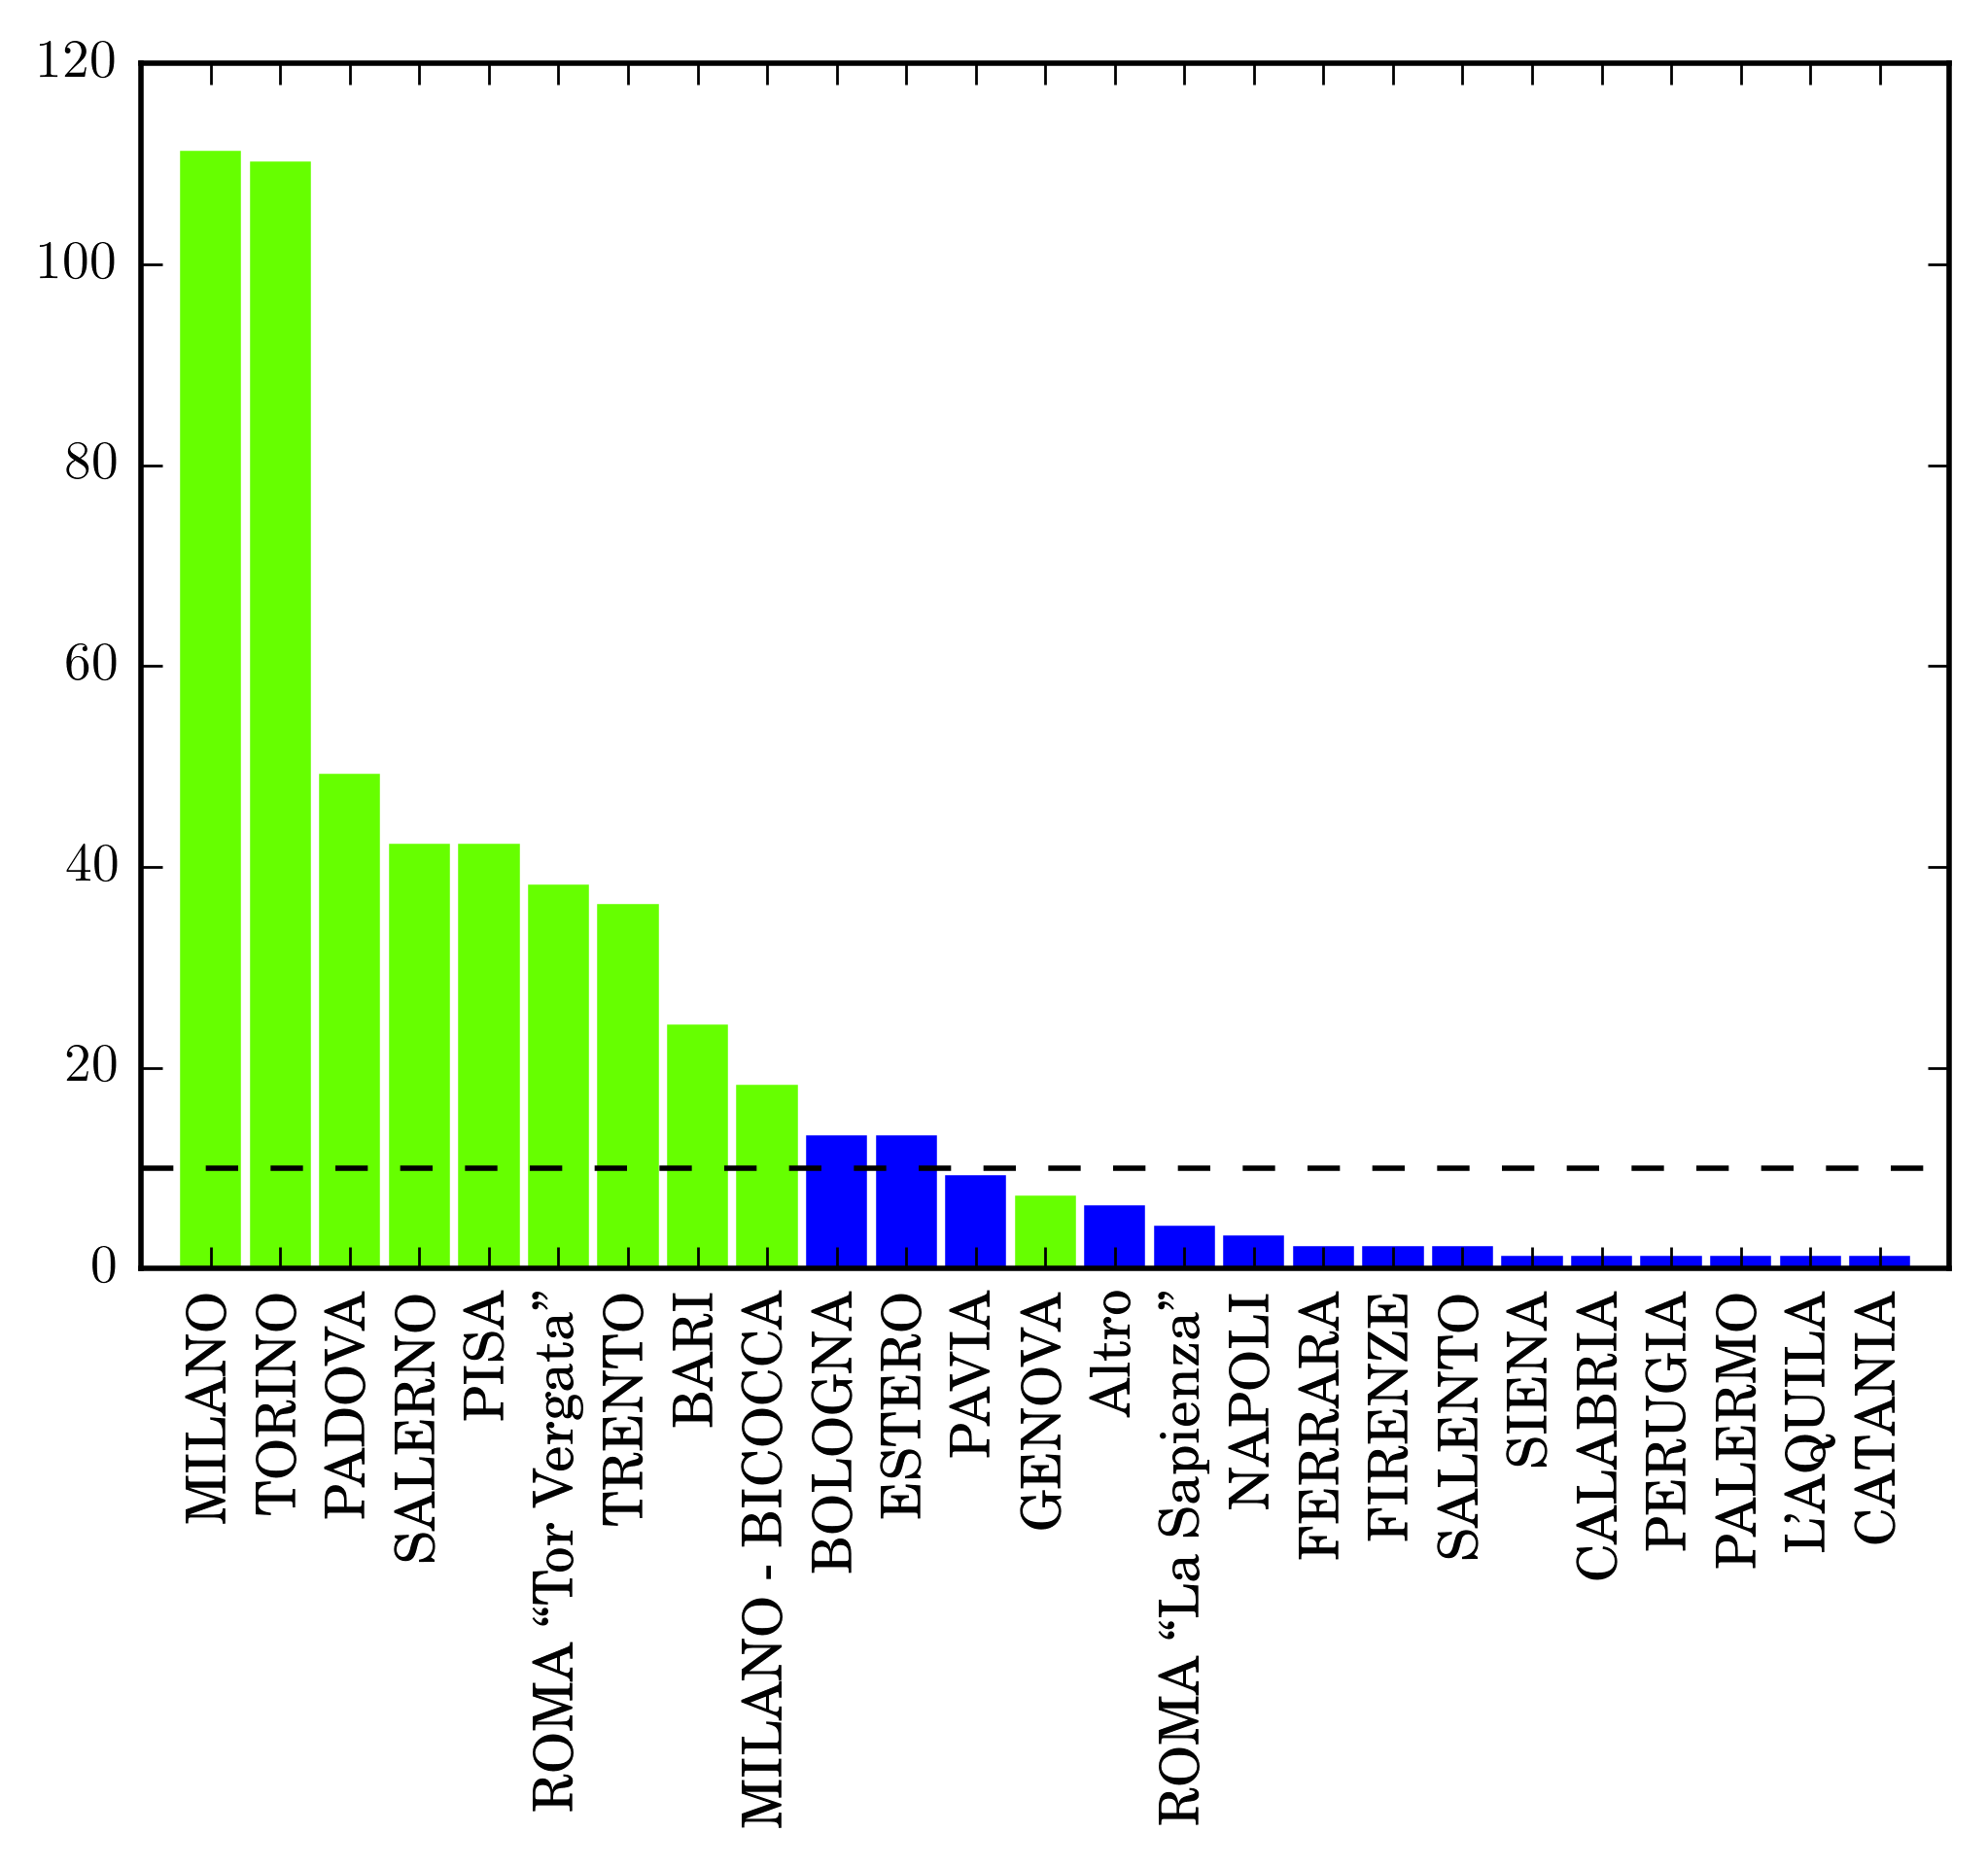 120
100
80
60
40
20
0
MILANO
TORINO
PADOVA
SALERNO
PISA
ROMA “Tor Vergata”
TRENTO
BARI
MILANO - BICOCCA
BOLOGNA
ESTERO
PAVIA
GENOVA
Altro
ROMA “La Sapienza”
NAPOLI
FERRARA
FIRENZE
SALENTO
SIENA
CALABRIA
PERUGIA
PALERMO
L’AQUILA
CATANIA